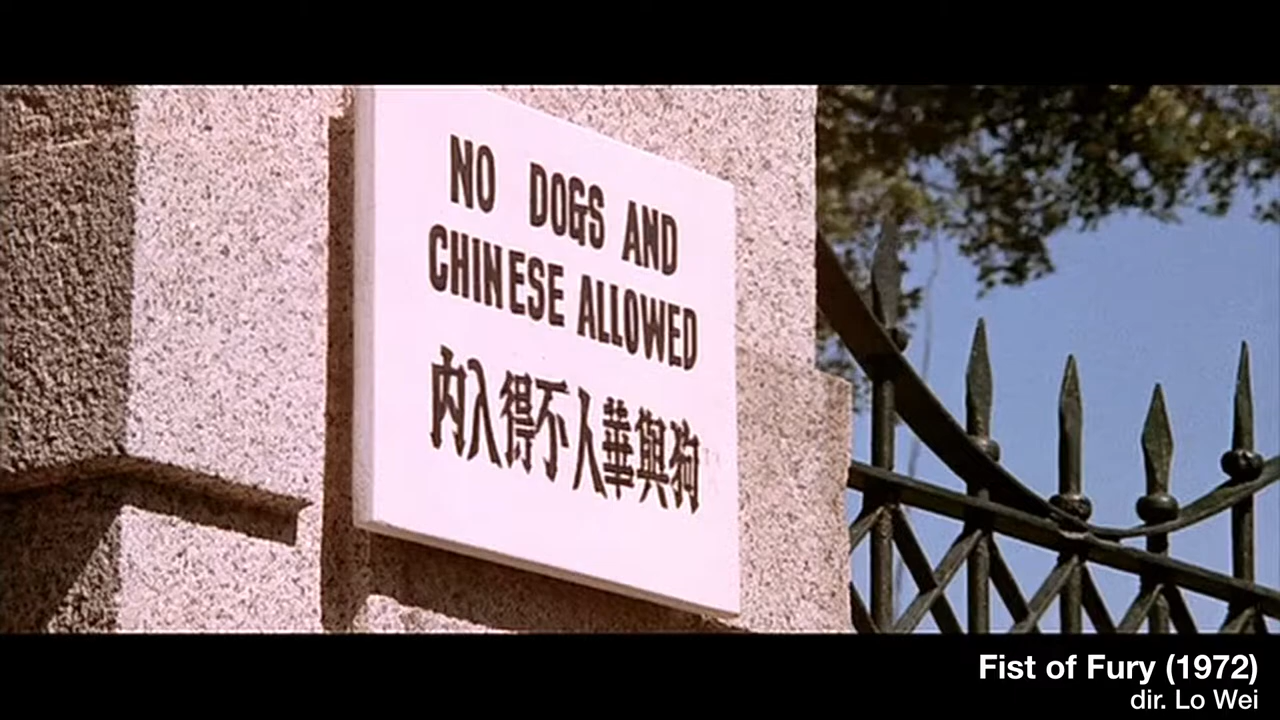 NO DOGS AND
CHINESE ALLOWED
狗與華人不得入內
Fist of Fury (1972)
dir. Lo Wei